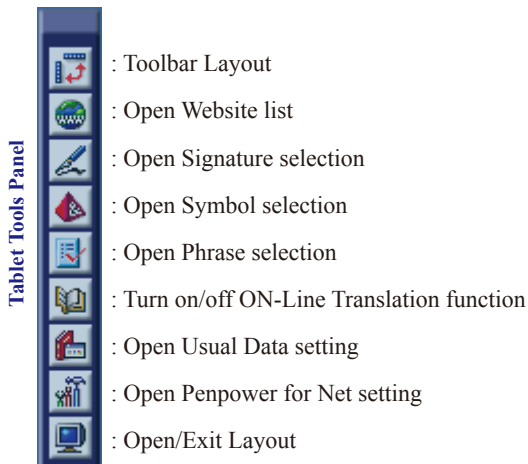 Tablet Tools Panel
: Toolbar Layout
: Open Website list
: Open Signature selection
: Open Symbol selection
: Open Phrase selection
: Turn on/off ON-Line Translation function
: Open Usual Data setting
: Open Penpower for Net setting
: Open/Exit Layout